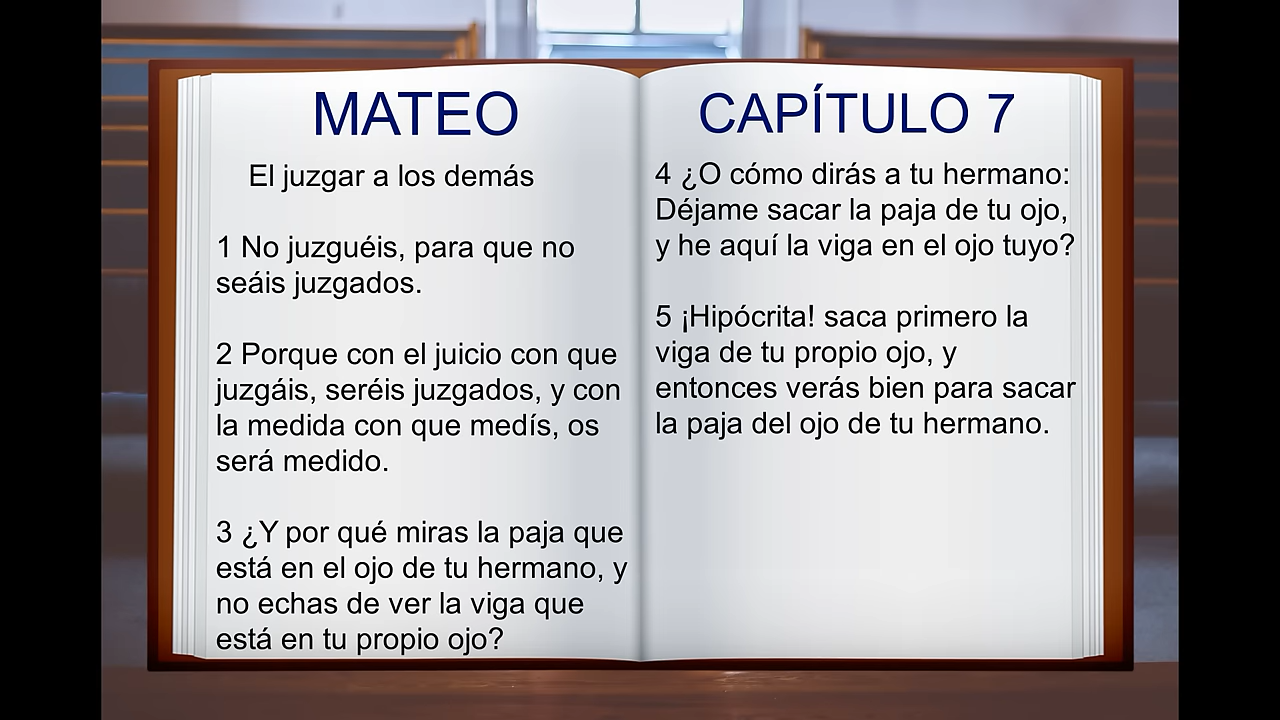 MATEO
El juzgar a los demás
1 No juzguéis, para que no
seáis juzgados.
2 Porque con el juicio con que
juzgáis, seréis juzgados, y con
la medida con que medís, os
será medido.
3 ¿Y por qué miras la paja que
está en el ojo de tu hermano, y
no echas de ver la viga que
está en tu propio ojo?
CAPÍTULO 7
4 ¿O cómo dirás a tu hermano:
Déjame sacar la paja de tu ojo,
y he aquí la viga en el ojo tuyo?
5 ¡Hipócrita! saca primero la
viga de tu propio ojo, y
entonces verás bien para sacar
la paja del ojo de tu hermano.